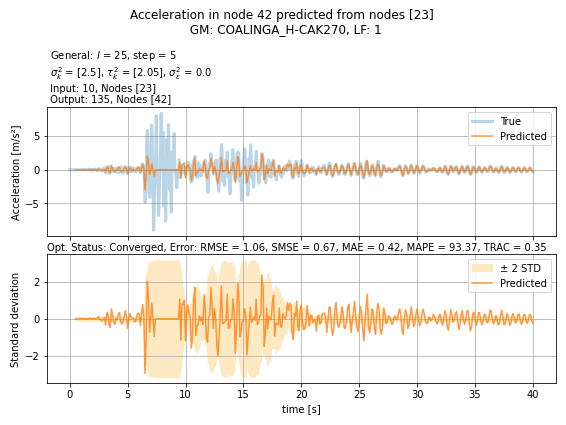 Acceleration in node 42 predicted from nodes [23]
GM: COALINGA_H-CAK270, LF: 1
General: l = 25, step = 5
σ²ₖ = [2.5], τ²ₖ = [2.05], σ²ε = 0.0
Input: 10, Nodes [23]
Output: 135, Nodes [42]
True
Predicted
Acceleration [m/s²]
5
0
−5
Opt. Status: Converged, Error: RMSE = 1.06, SMSE = 0.67, MAE = 0.42, MAPE = 93.37, TRAC = 0.35
± 2 STD
Predicted
Standard deviation
2
0
−2
0 5 10 15 20 25 30 35 40
time [s]